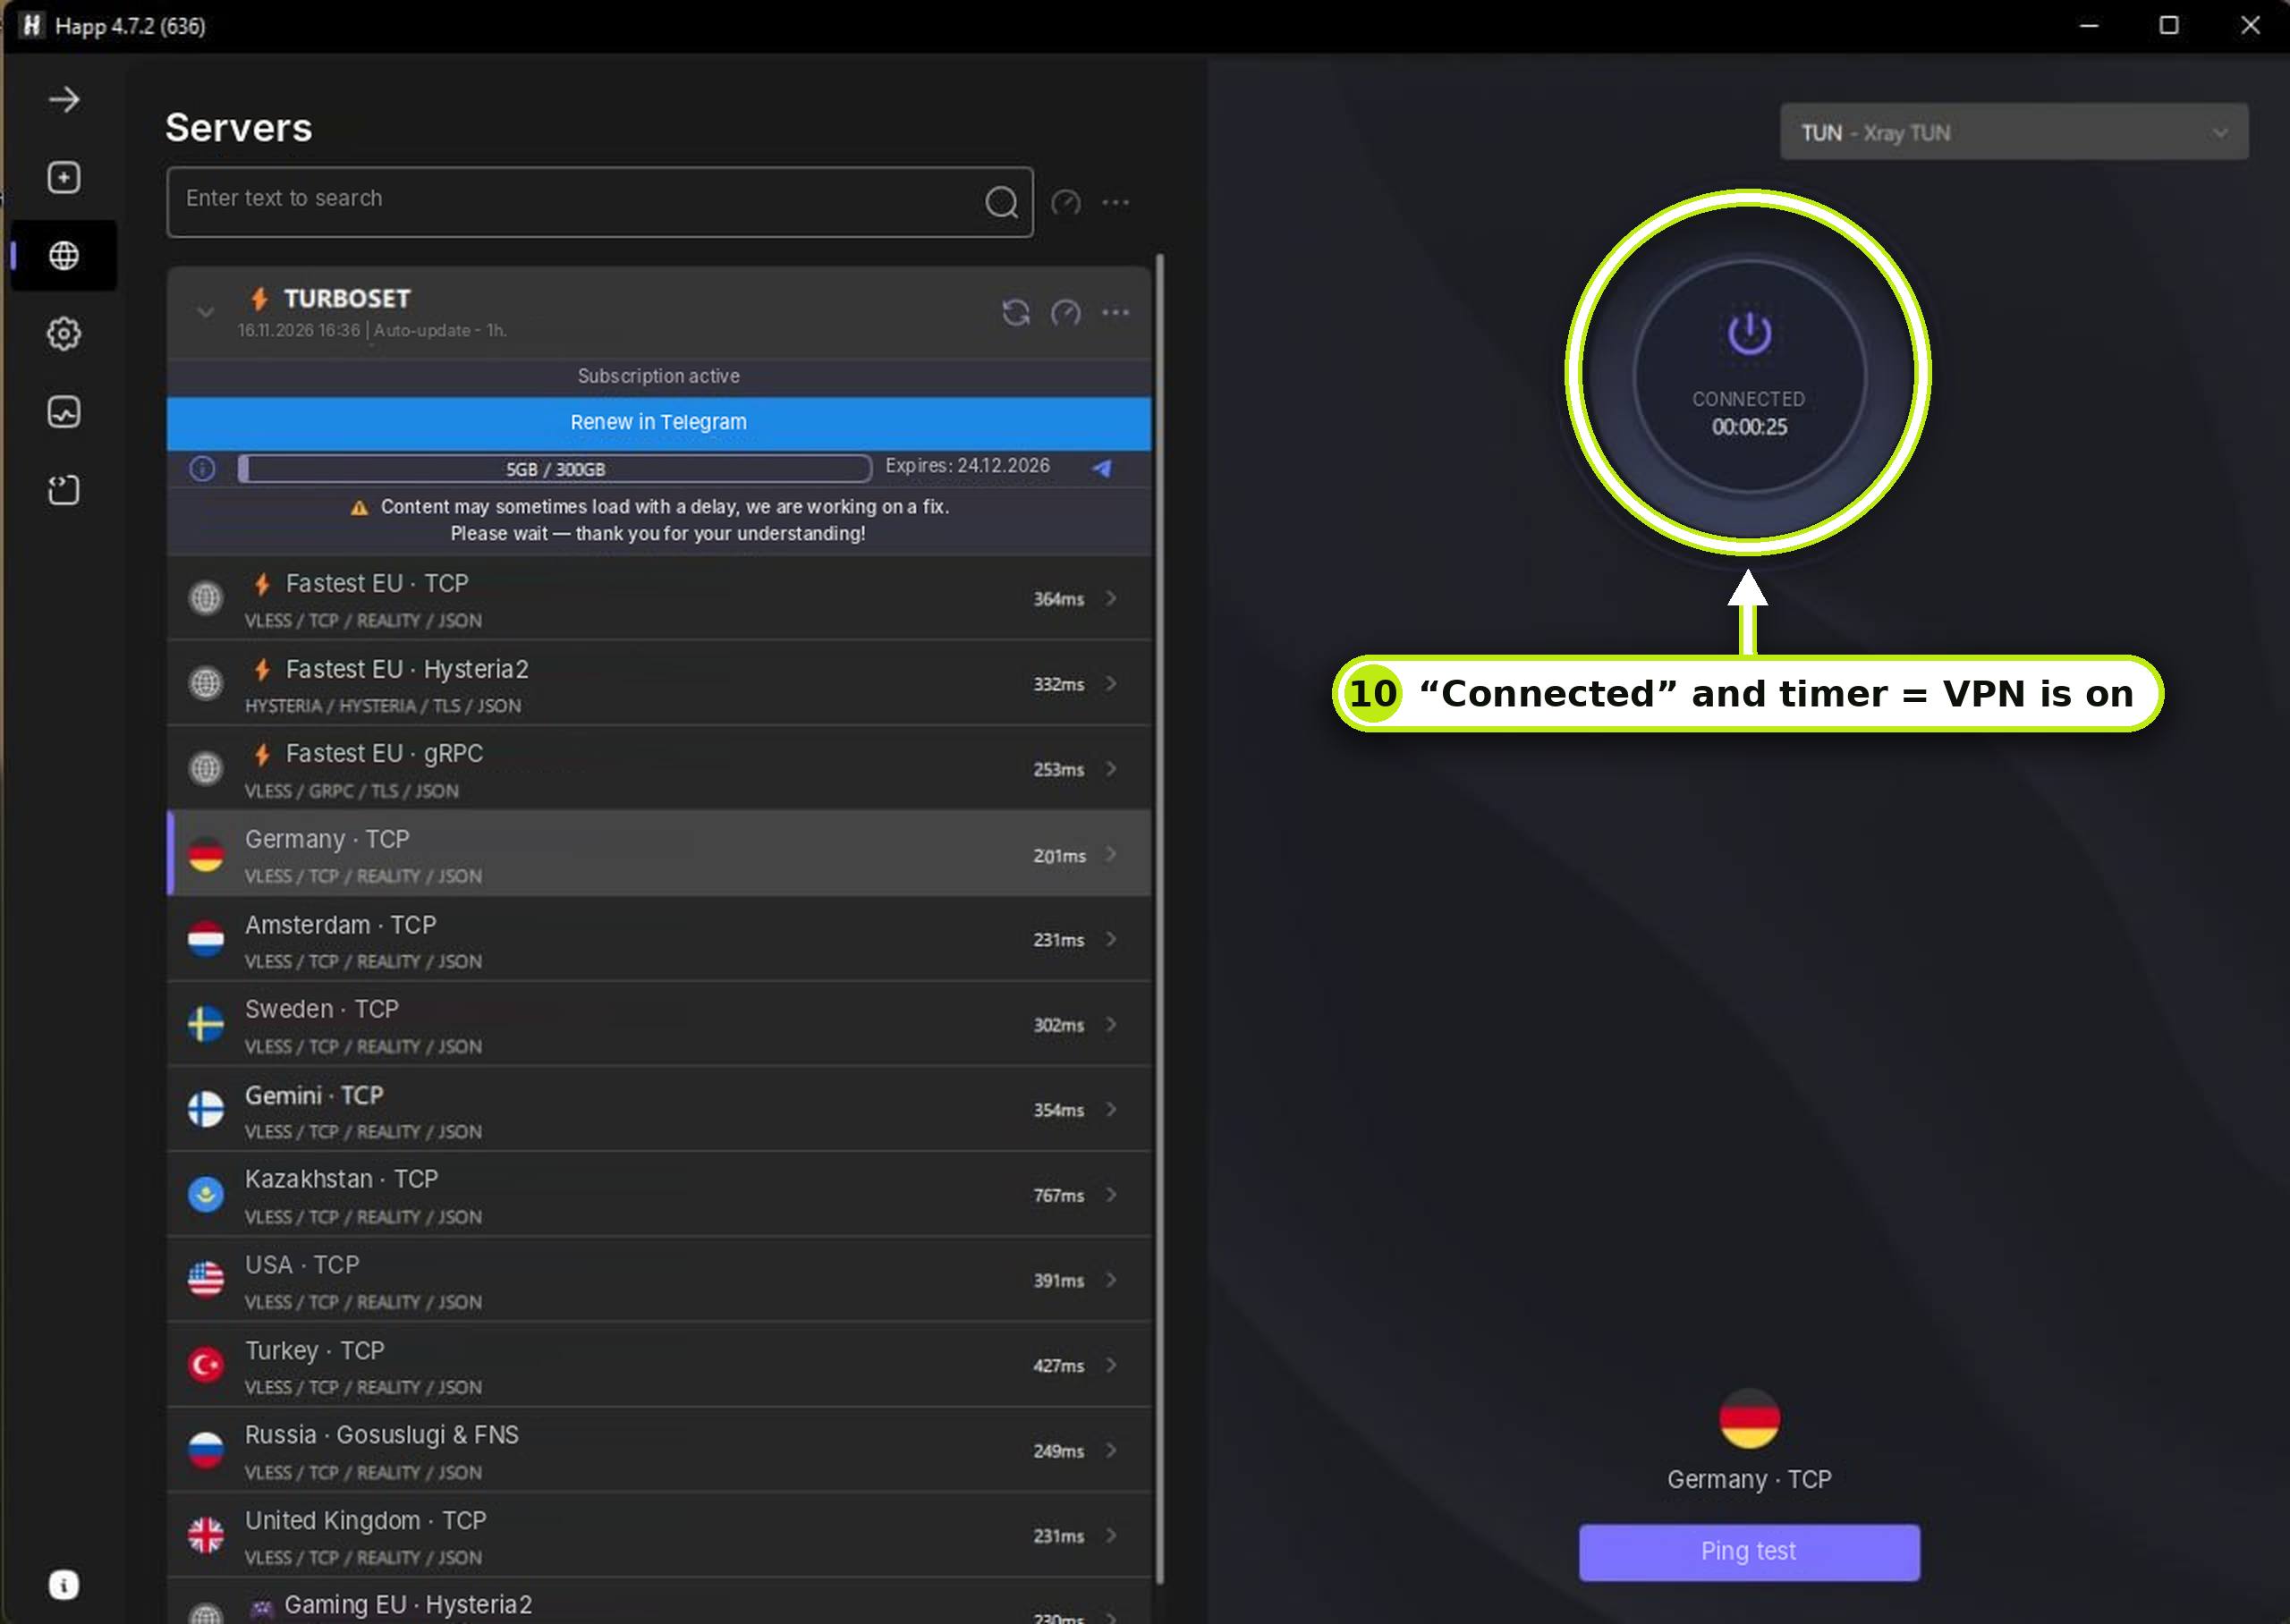 Happ 4.7.2 (636)
Servers
Enter text to search
TURBOSET
16.11.2026 16:36 | Auto-update - 1h.
Subscription active
Renew in Telegram
5GB / 300GB
Expires: 24.12.2026
Content may sometimes load with a delay, we are working on a fix.
Please wait — thank you for your understanding!
Fastest EU · TCP
VLESS / TCP / REALITY / JSON
364ms
Fastest EU · Hysteria2
HYSTERIA / HYSTERIA / TLS / JSON
332ms
Fastest EU · gRPC
VLESS / GRPC / TLS / JSON
253ms
Germany · TCP
VLESS / TCP / REALITY / JSON
201ms
Amsterdam · TCP
VLESS / TCP / REALITY / JSON
231ms
Sweden · TCP
VLESS / TCP / REALITY / JSON
302ms
Gemini · TCP
VLESS / TCP / REALITY / JSON
354ms
Kazakhstan · TCP
VLESS / TCP / REALITY / JSON
767ms
USA · TCP
VLESS / TCP / REALITY / JSON
391ms
Turkey · TCP
VLESS / TCP / REALITY / JSON
427ms
Russia · Gosuslugi & FNS
VLESS / TCP / REALITY / JSON
249ms
United Kingdom · TCP
VLESS / TCP / REALITY / JSON
231ms
Gaming EU · Hysteria2
230ms
TUN - Xray TUN
CONNECTED
00:00:25
10 “Connected” and timer = VPN is on
Germany · TCP
Ping test